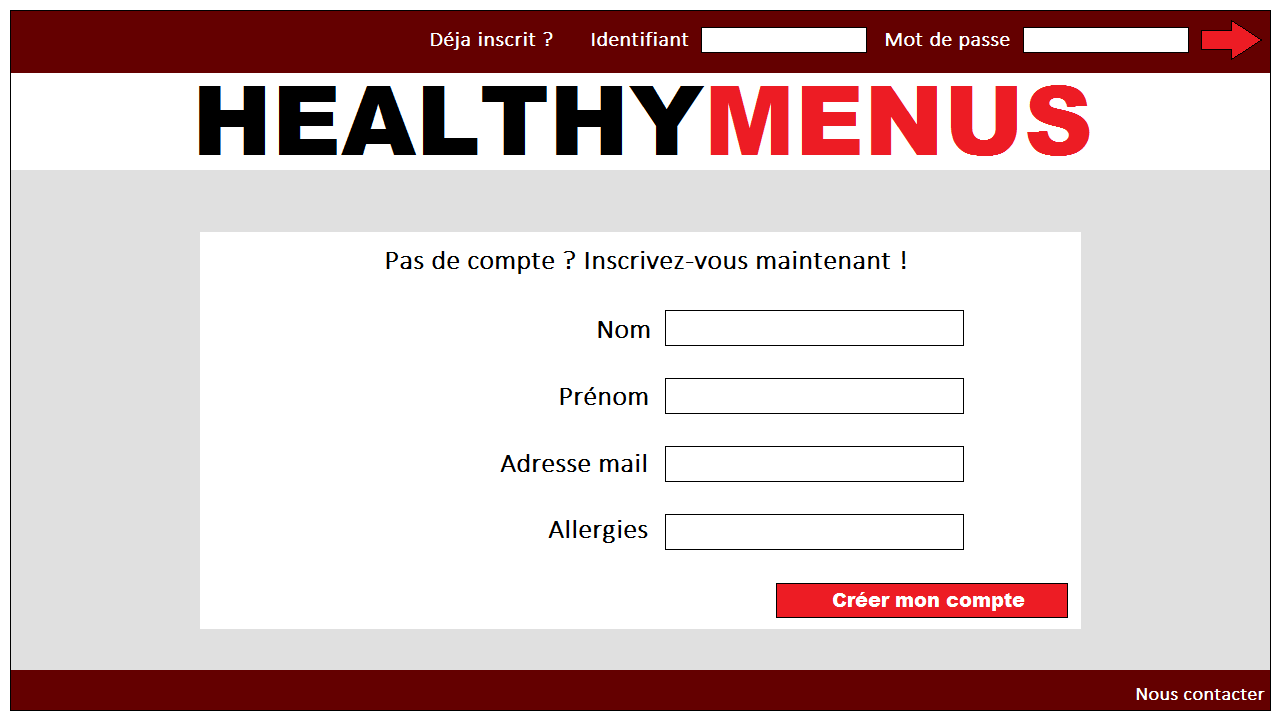 Déja inscrit ? Identifiant Mot de passe
HEALTHYMENUS
Pas de compte ? Inscrivez-vous maintenant !
Nom
Prénom
Adresse mail
Allergies
Créer mon compte
Nous contacter